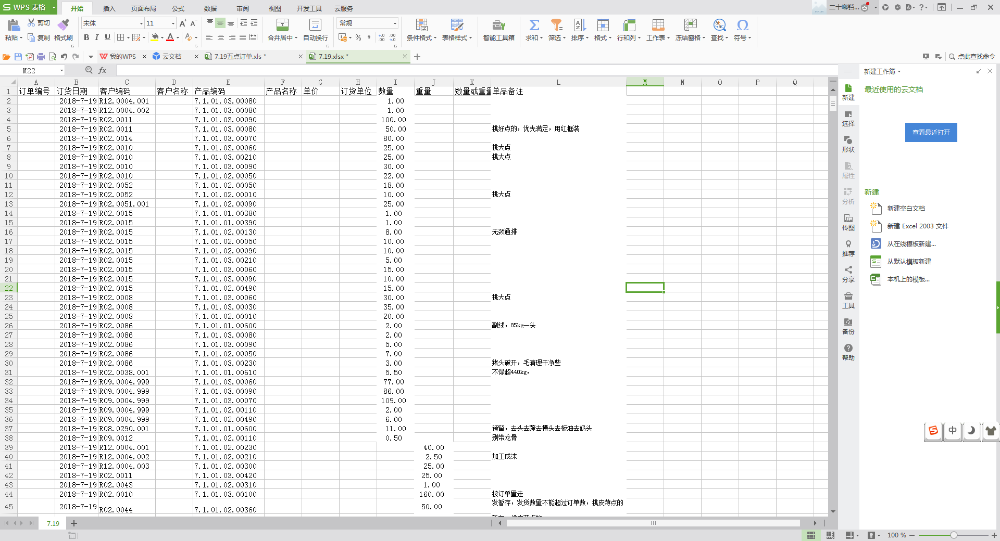 WPS 表格 开始 插入 页面布局 公式 数据 审阅 视图 开发工具 云服务 二十唧铛...
粘贴 剪切 复制 格式刷 宋体 11 B I U 合并居中 自动换行 常规 条件格式 表格样式 智能工具箱 求和 筛选 排序 格式 行和列 工作表 冻结窗格 查找 符号
我的WPS 云文档 7.19五点订单.xls * 7.19.xlsx * 点此查找命令
M22 fx
A B C D E F G H I J K L M N O P Q
1 订单编号 订货日期 客户编码 客户名称 产品编码 产品名称 单价 订货单位 数量 重量 数量或重量 单品备注
2 2018-7-19 R12.0004.001 7.1.01.03.00080 1.00
3 2018-7-19 R12.0004.002 7.1.01.03.00080 1.00
4 2018-7-19 R02.0011 7.1.01.03.00090 100.00
5 2018-7-19 R02.0011 7.1.01.03.00080 50.00 挑好点的，优先满足，用红框装
6 2018-7-19 R02.0014 7.1.01.03.00070 80.00
7 2018-7-19 R02.0010 7.1.01.03.00060 25.00 挑大点
8 2018-7-19 R02.0010 7.1.01.03.00210 25.00 挑大点
9 2018-7-19 R02.0010 7.1.01.03.00090 30.00
10 2018-7-19 R02.0010 7.1.01.02.00050 22.00
11 2018-7-19 R02.0052 7.1.01.02.00050 18.00
12 2018-7-19 R02.0052 7.1.01.02.00010 10.00 挑大点
13 2018-7-19 R02.0051.001 7.1.01.02.00090 25.00
14 2018-7-19 R02.0015 7.1.01.01.00380 1.00
15 2018-7-19 R02.0015 7.1.01.01.00390 1.00
16 2018-7-19 R02.0015 7.1.01.02.00130 8.00 无颈通排
17 2018-7-19 R02.0015 7.1.01.02.00050 10.00
18 2018-7-19 R02.0015 7.1.01.02.00090 10.00
19 2018-7-19 R02.0015 7.1.01.03.00210 5.00
20 2018-7-19 R02.0015 7.1.01.03.00060 15.00
21 2018-7-19 R02.0015 7.1.01.03.00090 10.00
22 2018-7-19 R02.0015 7.1.01.02.00490 15.00
23 2018-7-19 R02.0008 7.1.01.03.00060 30.00 挑大点
24 2018-7-19 R02.0008 7.1.01.03.00030 35.00
25 2018-7-19 R02.0008 7.1.01.02.00010 20.00
26 2018-7-19 R02.0086 7.1.01.01.00600 2.00 副线，85kg一头
27 2018-7-19 R02.0086 7.1.01.03.00080 2.00
28 2018-7-19 R02.0086 7.1.01.03.00090 5.00
29 2018-7-19 R02.0086 7.1.01.02.00050 7.00
30 2018-7-19 R02.0086 7.1.01.03.00230 3.00 猪头破开，毛清理干净些
31 2018-7-19 R02.0038.001 7.1.01.01.00610 5.50 不得超440kg，
32 2018-7-19 R09.0004.999 7.1.01.03.00060 77.00
33 2018-7-19 R09.0004.999 7.1.01.03.00090 86.00
34 2018-7-19 R09.0004.999 7.1.01.03.00070 109.00
35 2018-7-19 R09.0004.999 7.1.01.02.00110 2.00
36 2018-7-19 R09.0004.999 7.1.01.02.00490 6.00
37 2018-7-19 R08.0290.001 7.1.01.01.00600 11.00 预留，去头去蹄去槽头去板油去奶头
38 2018-7-19 R09.0012 7.1.01.02.00110 0.50 别带龙骨
39 2018-7-19 R12.0004.001 7.1.01.02.00230 40.00
40 2018-7-19 R12.0004.002 7.1.01.02.00210 2.50 加工成沫
41 2018-7-19 R12.0004.003 7.1.01.02.00300 25.00
42 2018-7-19 R02.0011 7.1.01.03.00420 25.00
43 2018-7-19 R02.0043 7.1.01.02.00310 1.00
44 2018-7-19 R02.0010 7.1.01.03.00100 160.00 按订单量走
45 2018-7-19 R02.0044 7.1.01.02.00360 50.00 发暂存，发货数量不能超过订单数，挑皮薄点的
7.19
100 %
新建
选择
形状
属性
分析
传图
推荐
分享
工具
备份
帮助
新建工作簿
最近使用的云文档
查看最近打开
新建
新建空白文档
新建 Excel 2003 文件
从在线模板新建...
从默认模板新建
本机上的模板...
中